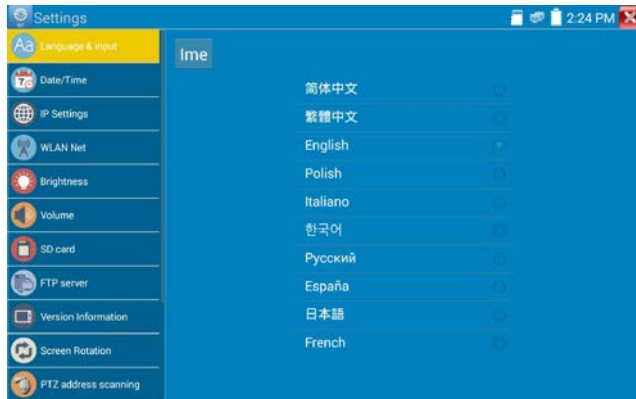 Settings
2:24 PM
Language & input
Date/Time
IP Settings
WLAN Net
Brightness
Volume
SD card
FTP server
Version Information
Screen Rotation
PTZ address scanning
Ime
简体中文
繁體中文
English
Polish
Italiano
한국어
Русский
España
日本語
French